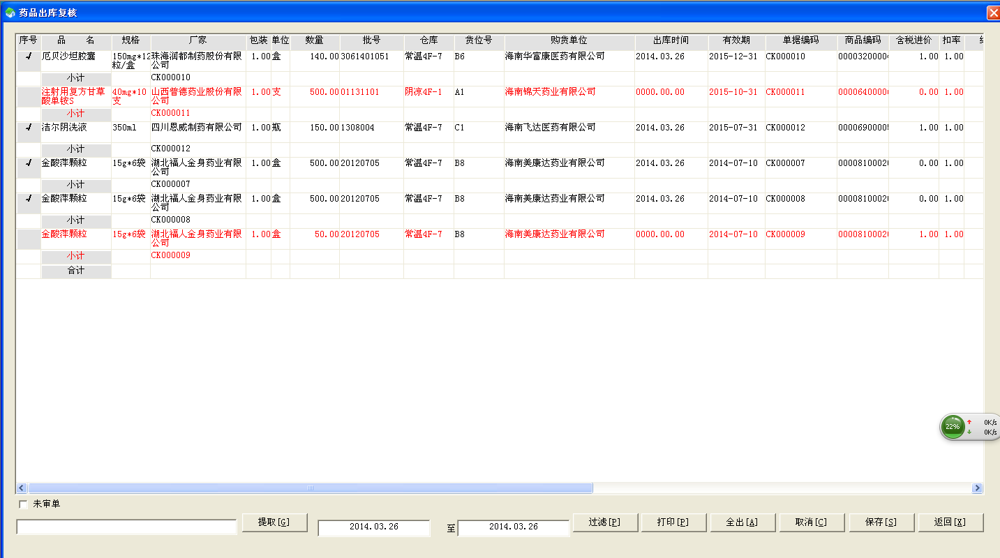 药品出库复核
序号 品 名 规格 厂家 包装 单位 数量 批号 仓库 货位号 购货单位 出库时间 有效期 单据编码 商品编码 含税进价 扣率
√ 厄贝沙坦胶囊 150mg*12 珠海润都制药股份有限 1.00 盒 140.00 3061401051 常温4F-7 B6 海南华富康医药有限公司 2014.03.26 2015-12-31 CK000010 0000320000 1.00 1.00
粒/盒 公司
小计 CK000010
注射用复方甘草 40mg*10 山西普德药业股份有限 1.00 支 500.00 01131101 阴凉4F-1 A1 海南锦天药业有限公司 0000.00.00 2015-10-31 CK000011 0000640000 0.00 1.00
酸单铵S 支 公司
小计 CK000011
√ 洁尔阴洗液 350ml 四川恩威制药有限公司 1.00 瓶 150.00 1308004 常温4F-7 C1 海南飞达医药有限公司 2014.03.26 2015-07-31 CK000012 0000690000 1.00 1.00
小计 CK000012
√ 金酸萍颗粒 15g*6袋 湖北福人金身药业有限 1.00 盒 500.00 20120705 常温4F-7 B8 海南美康达药业有限公司 2014.03.26 2014-07-10 CK000007 0000810002 0.00 1.00
公司
小计 CK000007
√ 金酸萍颗粒 15g*6袋 湖北福人金身药业有限 1.00 盒 500.00 20120705 常温4F-7 B8 海南美康达药业有限公司 2014.03.26 2014-07-10 CK000008 0000810002 0.00 1.00
公司
小计 CK000008
金酸萍颗粒 15g*6袋 湖北福人金身药业有限 1.00 盒 50.00 20120705 常温4F-7 B8 海南美康达药业有限公司 0000.00.00 2014-07-10 CK000009 0000810002 1.00 1.00
公司
小计 CK000009
合计
22% 0K/s
0K/s
未审单
提取[G] 2014.03.26 至 2014.03.26 过滤[P] 打印[P] 全出[A] 取消[C] 保存[S] 返回[X]